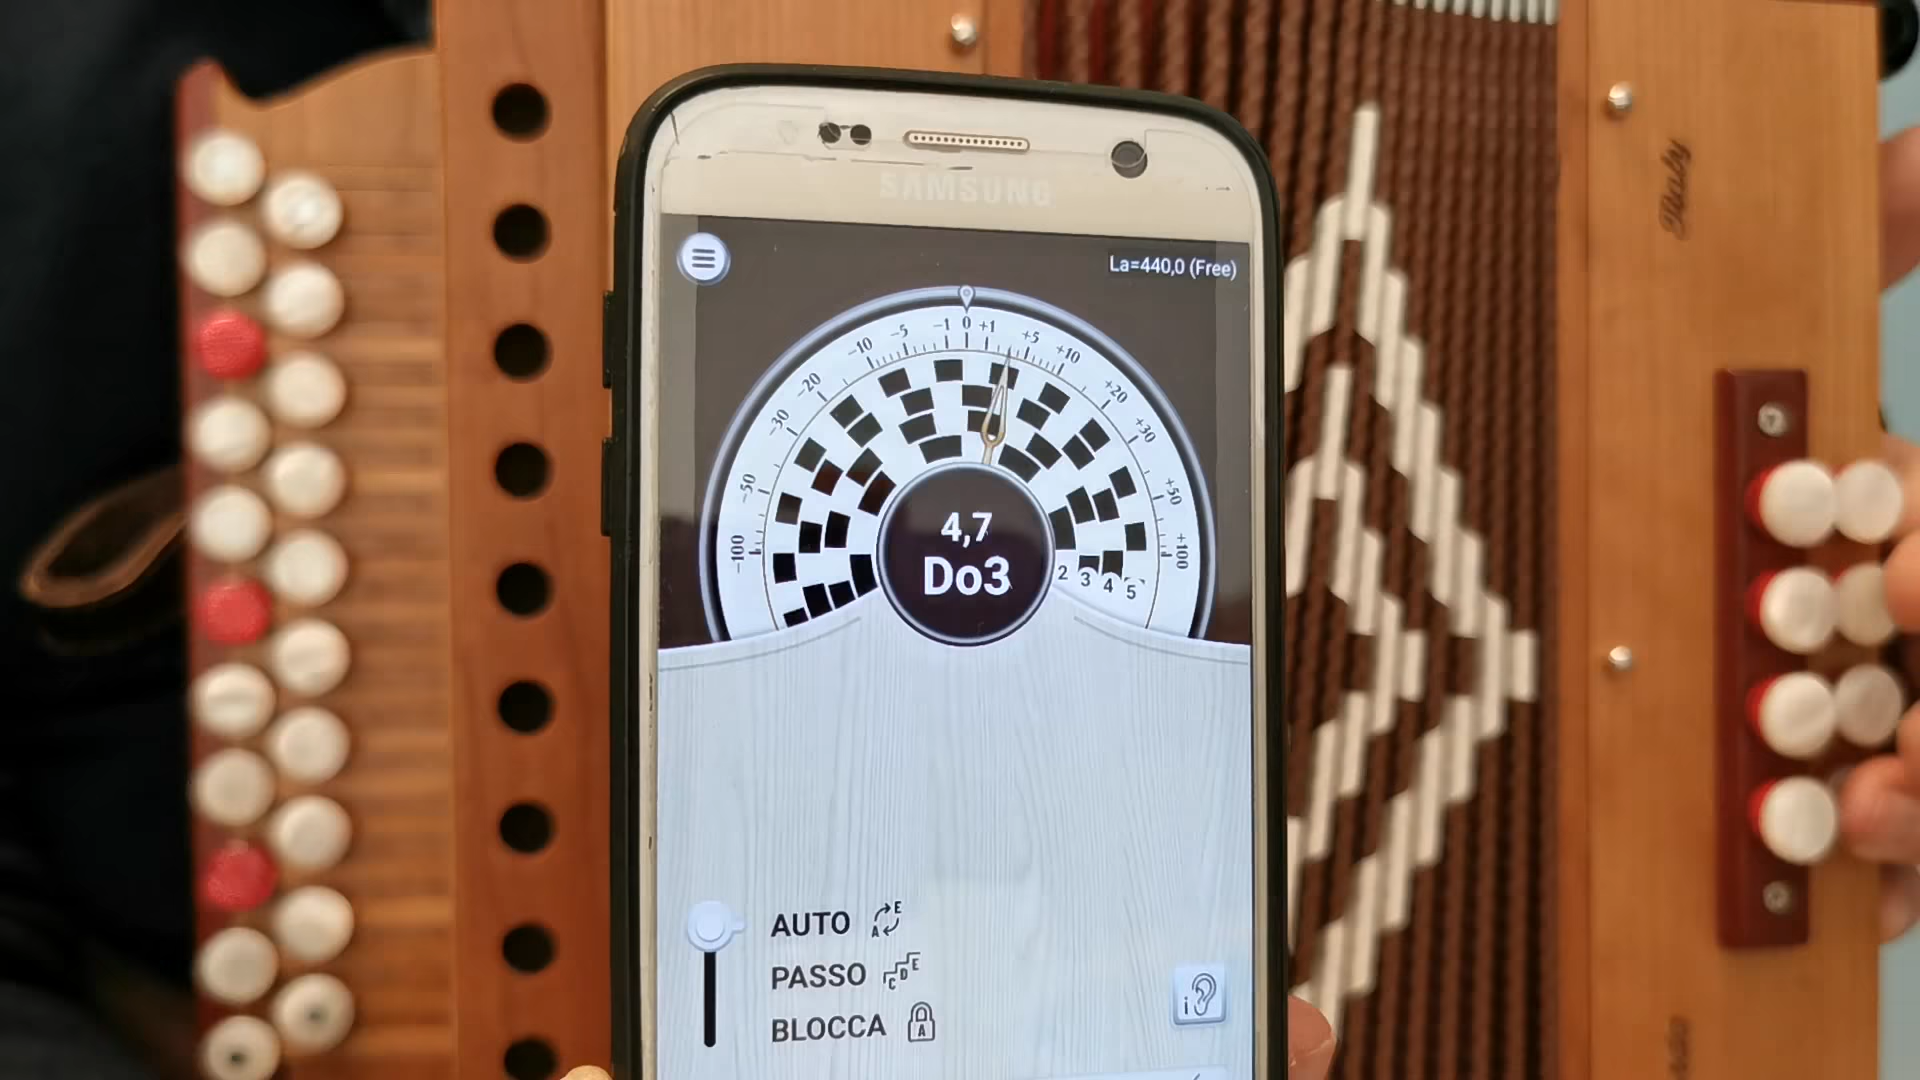 SAMSUNG
La=440,0 (Free)
-100 -50 -30 -20 -10 -5 -1 0 +1 +5 +10 +20 +30 +50 +100
4,7
Do3
2 3 4 5
AUTO A E
PASSO C D E
BLOCCA A
i
Italy